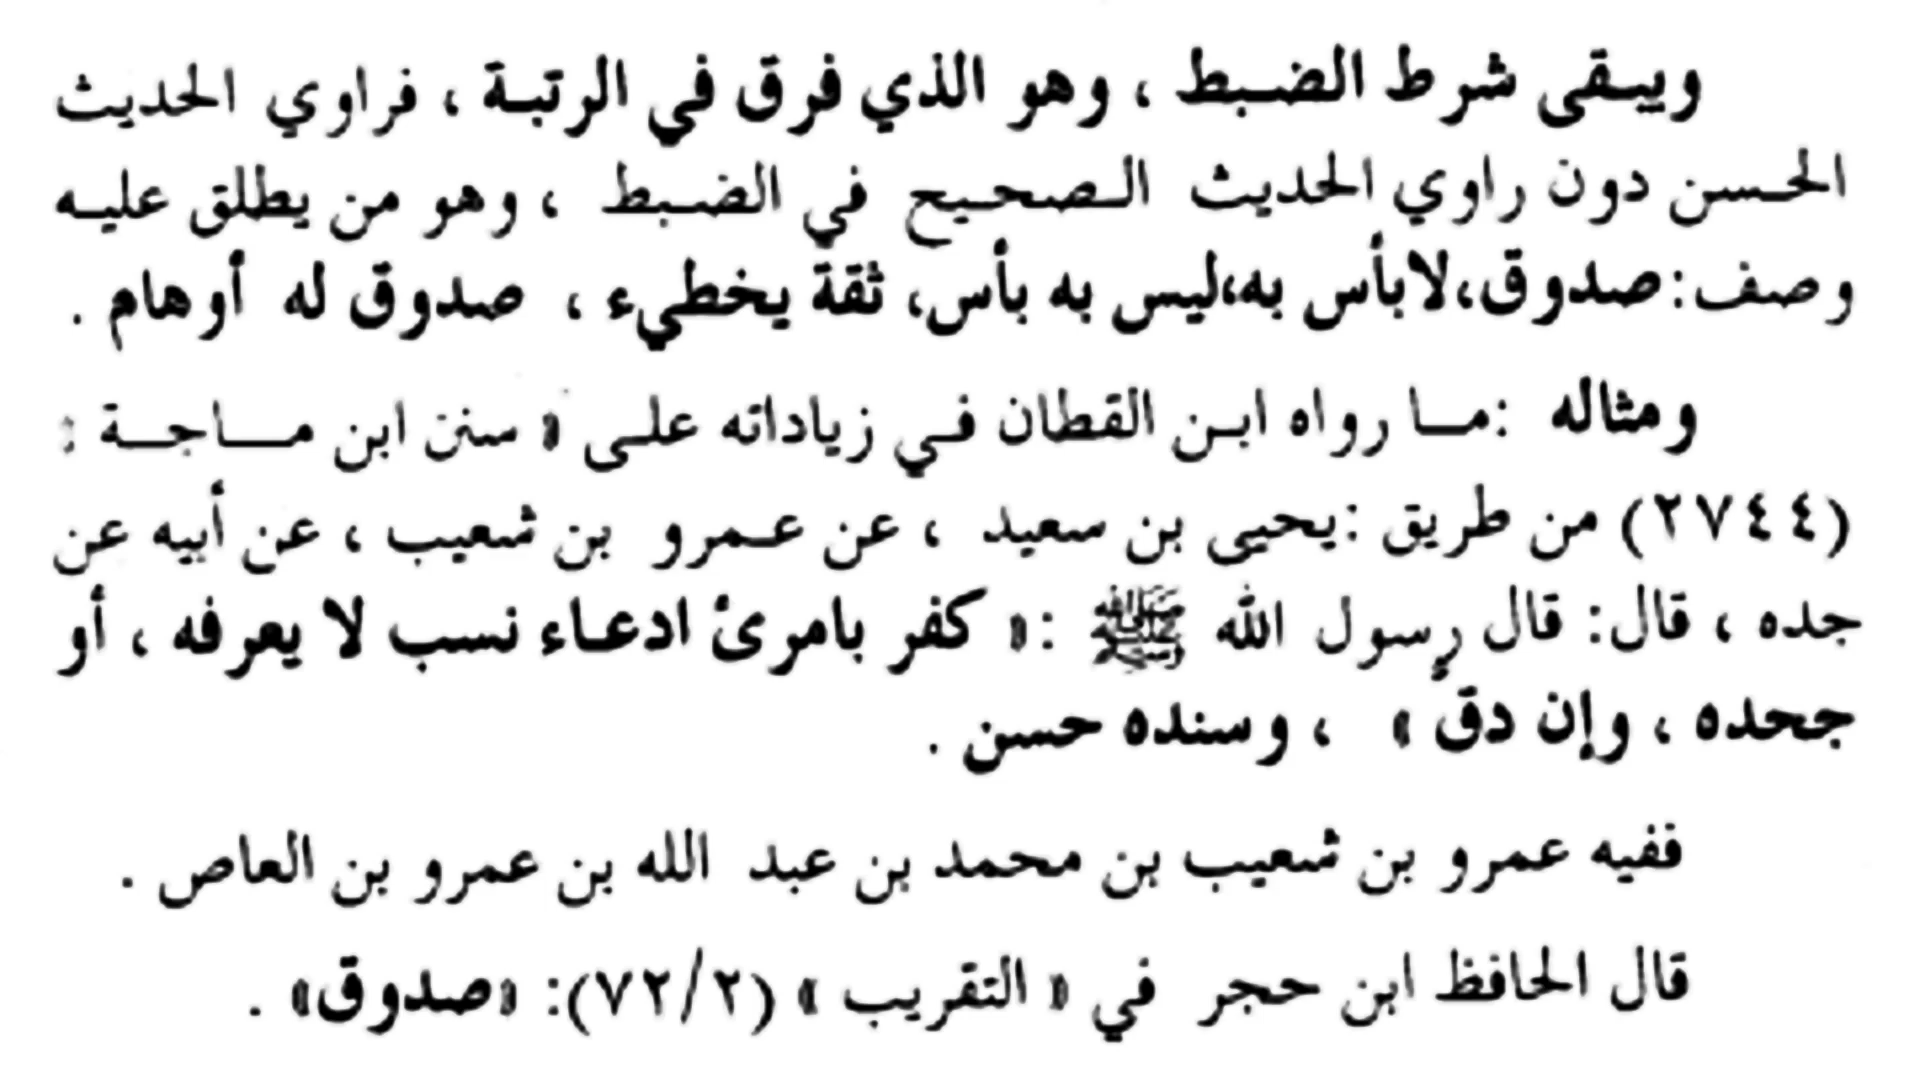 ويبقى شرط الضبط ، وهو الذي فرق في الرتبة ، فراوي الحديث
الحسن دون راوي الحديث الصحيح في الضبط ، وهو من يطلق عليه
وصف:صدوق،لابأس به،ليس به بأس، ثقة يخطيء ، صدوق له أوهام .
ومثاله :ما رواه ابن القطان في زياداته على « سنن ابن ماجة :
(٢٧٤٤) من طريق :يحيى بن سعيد ، عن عمرو بن شعيب ، عن أبيه عن
جده ، قال: قال رسول الله ﷺ :« كفر بامرئ ادعاء نسب لا يعرفه ، أو
جحده ، وإن دق » ، وسنده حسن .
ففيه عمرو بن شعيب بن محمد بن عبد الله بن عمرو بن العاص .
قال الحافظ ابن حجر في « التقريب » (٧٢/٢): «صدوق» .